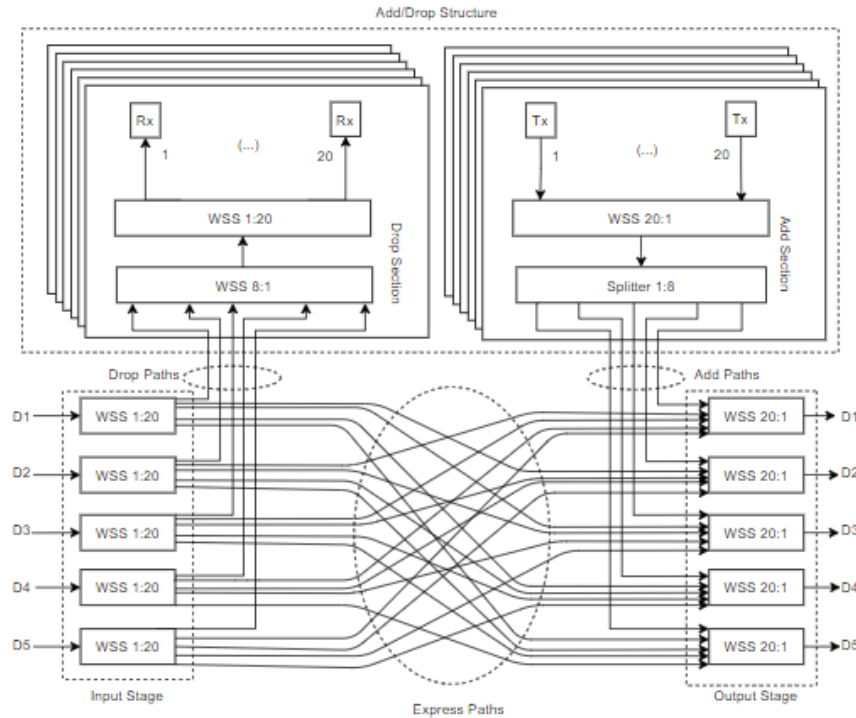 Add/Drop Structure
Rx (...) Rx
1 20
WSS 1:20
WSS 8:1
Drop Section
Tx (...) Tx
1 20
WSS 20:1
Splitter 1:8
Add Section
Drop Paths
Add Paths
D1 WSS 1:20 WSS 20:1 D1
D2 WSS 1:20 WSS 20:1 D2
D3 WSS 1:20 WSS 20:1 D3
D4 WSS 1:20 WSS 20:1 D4
D5 WSS 1:20 WSS 20:1 D5
Input Stage
Express Paths
Output Stage